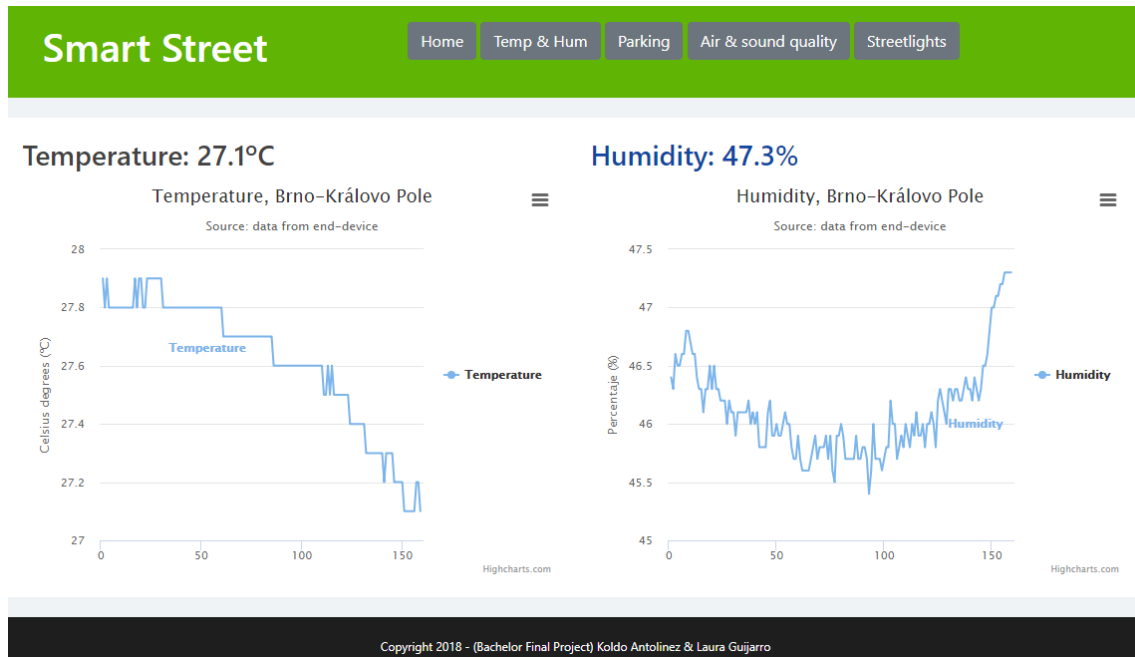 Smart Street
Home
Temp & Hum
Parking
Air & sound quality
Streetlights
Temperature: 27.1ºC
Temperature, Brno-Královo Pole
Source: data from end-device
Celsius degrees (ºC)
28
27.8
27.6
27.4
27.2
27
0
50
100
150
Temperature
Temperature
Highcharts.com
Humidity: 47.3%
Humidity, Brno-Královo Pole
Source: data from end-device
Percentaje (%)
47.5
47
46.5
46
45.5
45
0
50
100
150
Humidity
Humidity
Highcharts.com
Copyright 2018 - (Bachelor Final Project) Koldo Antolinez & Laura Guijarro